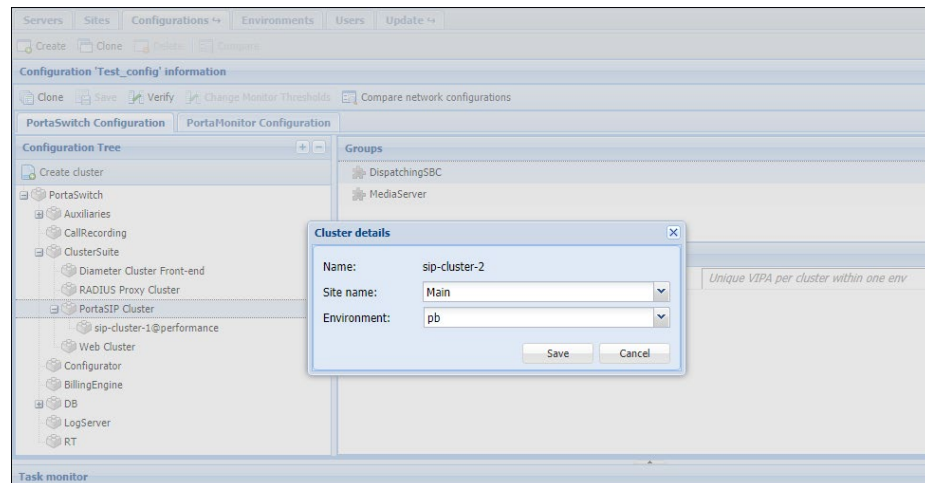 Servers Sites Configurations ↪ Environments Users Update ↪
Create Clone Delete Compare
Configuration 'Test_config' information
Clone Save Verify Change Monitor Thresholds Compare network configurations
PortaSwitch Configuration PortaMonitor Configuration
Configuration Tree
Groups
Create cluster
DispatchingSBC
PortaSwitch
MediaServer
Auxiliaries
CallRecording
Cluster details
ClusterSuite
Name: sip-cluster-2
Diameter Cluster Front-end
Unique VIPA per cluster within one env
RADIUS Proxy Cluster
Site name: Main
PortaSIP Cluster
Environment: pb
sip-cluster-1@performance
Web Cluster
Save Cancel
Configurator
BillingEngine
DB
LogServer
RT
Task monitor